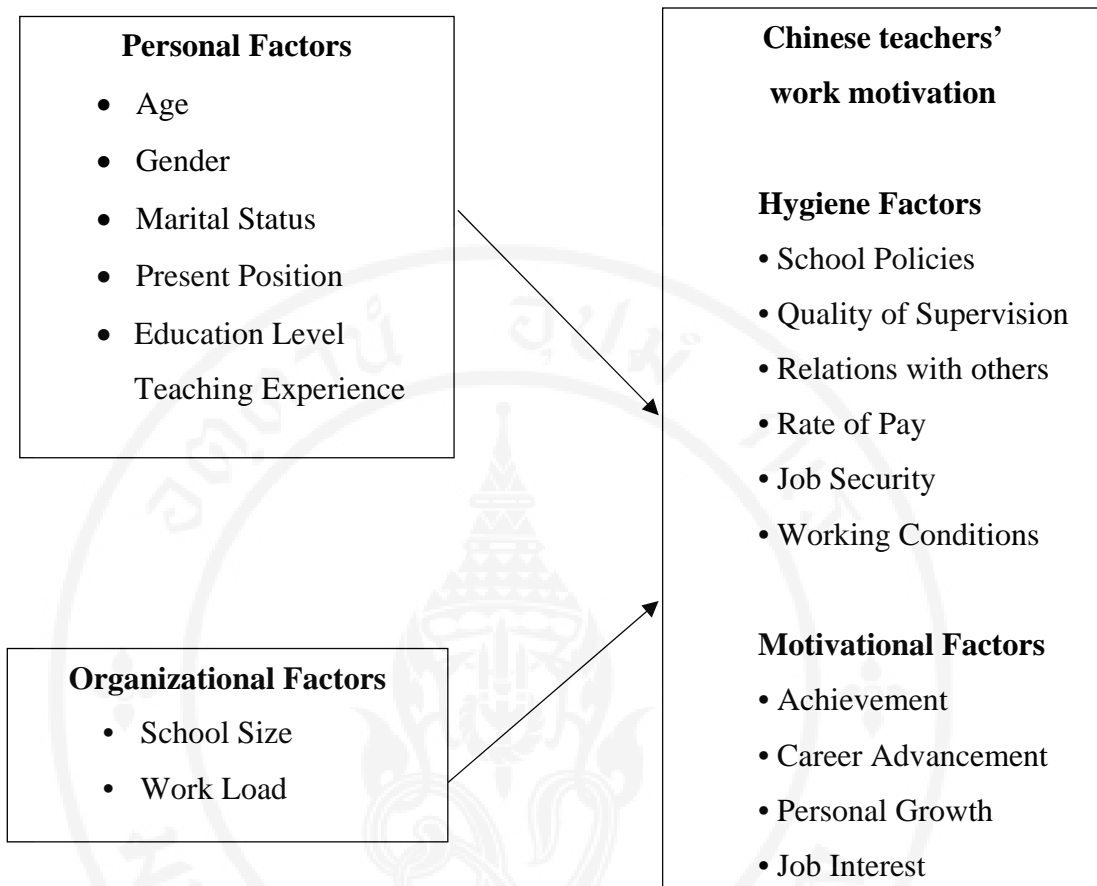 Personal Factors
• Age
• Gender
• Marital Status
• Present Position
• Education Level
Teaching Experience
Organizational Factors
• School Size
• Work Load
Chinese teachers’
work motivation
Hygiene Factors
• School Policies
• Quality of Supervision
• Relations with others
• Rate of Pay
• Job Security
• Working Conditions
Motivational Factors
• Achievement
• Career Advancement
• Personal Growth
• Job Interest